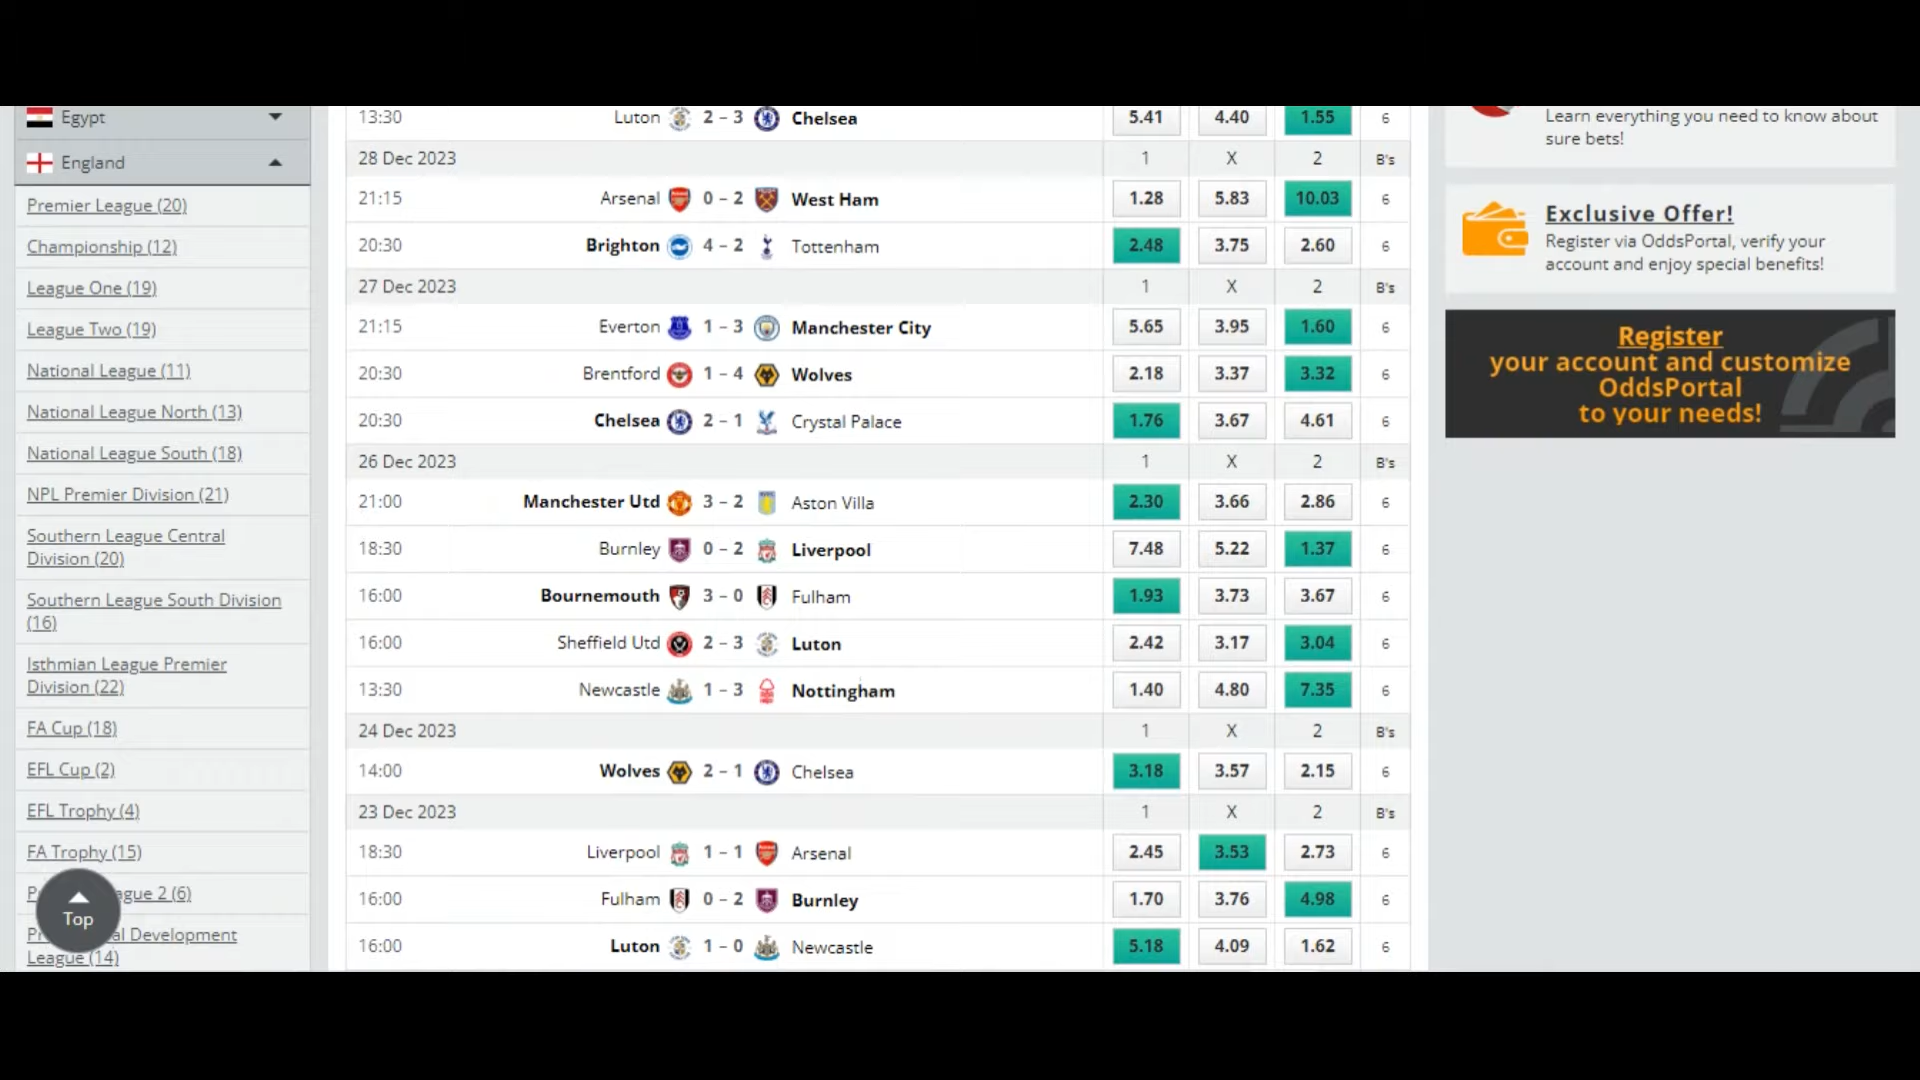 Egypt
England
Premier League (20)
Championship (12)
League One (19)
League Two (19)
National League (11)
National League North (13)
National League South (18)
NPL Premier Division (21)
Southern League Central
Division (20)
Southern League South Division
(16)
Isthmian League Premier
Division (22)
FA Cup (18)
EFL Cup (2)
EFL Trophy (4)
FA Trophy (15)
ague 2 (6)
al Development
League (14)
Top
13:30 Luton 2 – 3 Chelsea 5.41 4.40 1.55 6
28 Dec 2023 1 X 2 B's
21:15 Arsenal 0 – 2 West Ham 1.28 5.83 10.03 6
20:30 Brighton 4 – 2 Tottenham 2.48 3.75 2.60 6
27 Dec 2023 1 X 2 B's
21:15 Everton 1 – 3 Manchester City 5.65 3.95 1.60 6
20:30 Brentford 1 – 4 Wolves 2.18 3.37 3.32 6
20:30 Chelsea 2 – 1 Crystal Palace 1.76 3.67 4.61 6
26 Dec 2023 1 X 2 B's
21:00 Manchester Utd 3 – 2 Aston Villa 2.30 3.66 2.86 6
18:30 Burnley 0 – 2 Liverpool 7.48 5.22 1.37 6
16:00 Bournemouth 3 – 0 Fulham 1.93 3.73 3.67 6
16:00 Sheffield Utd 2 – 3 Luton 2.42 3.17 3.04 6
13:30 Newcastle 1 – 3 Nottingham 1.40 4.80 7.35 6
24 Dec 2023 1 X 2 B's
14:00 Wolves 2 – 1 Chelsea 3.18 3.57 2.15 6
23 Dec 2023 1 X 2 B's
18:30 Liverpool 1 – 1 Arsenal 2.45 3.53 2.73 6
16:00 Fulham 0 – 2 Burnley 1.70 3.76 4.98 6
16:00 Luton 1 – 0 Newcastle 5.18 4.09 1.62 6
Learn everything you need to know about
sure bets!
Exclusive Offer!
Register via OddsPortal, verify your
account and enjoy special benefits!
Register
your account and customize
OddsPortal
to your needs!